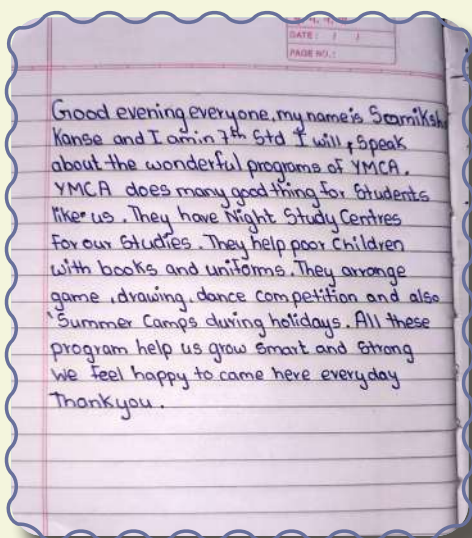 DATE: / /
PAGE NO.:
Good evening everyone, my name is Samiksh
Kanse and I am in 7th Std I will, Speak
about the wonderful programs of YMCA.
YMCA does many good thing for Students
like us. They have Night Study Centres
For our Studies. They help poor Children
with books and uniforms. They arrange
game, drawing, dance competition and also
Summer Camps during holidays. All these
program help us grow Smart and Strong
We Feel happy to came here everyday
Thankyou.